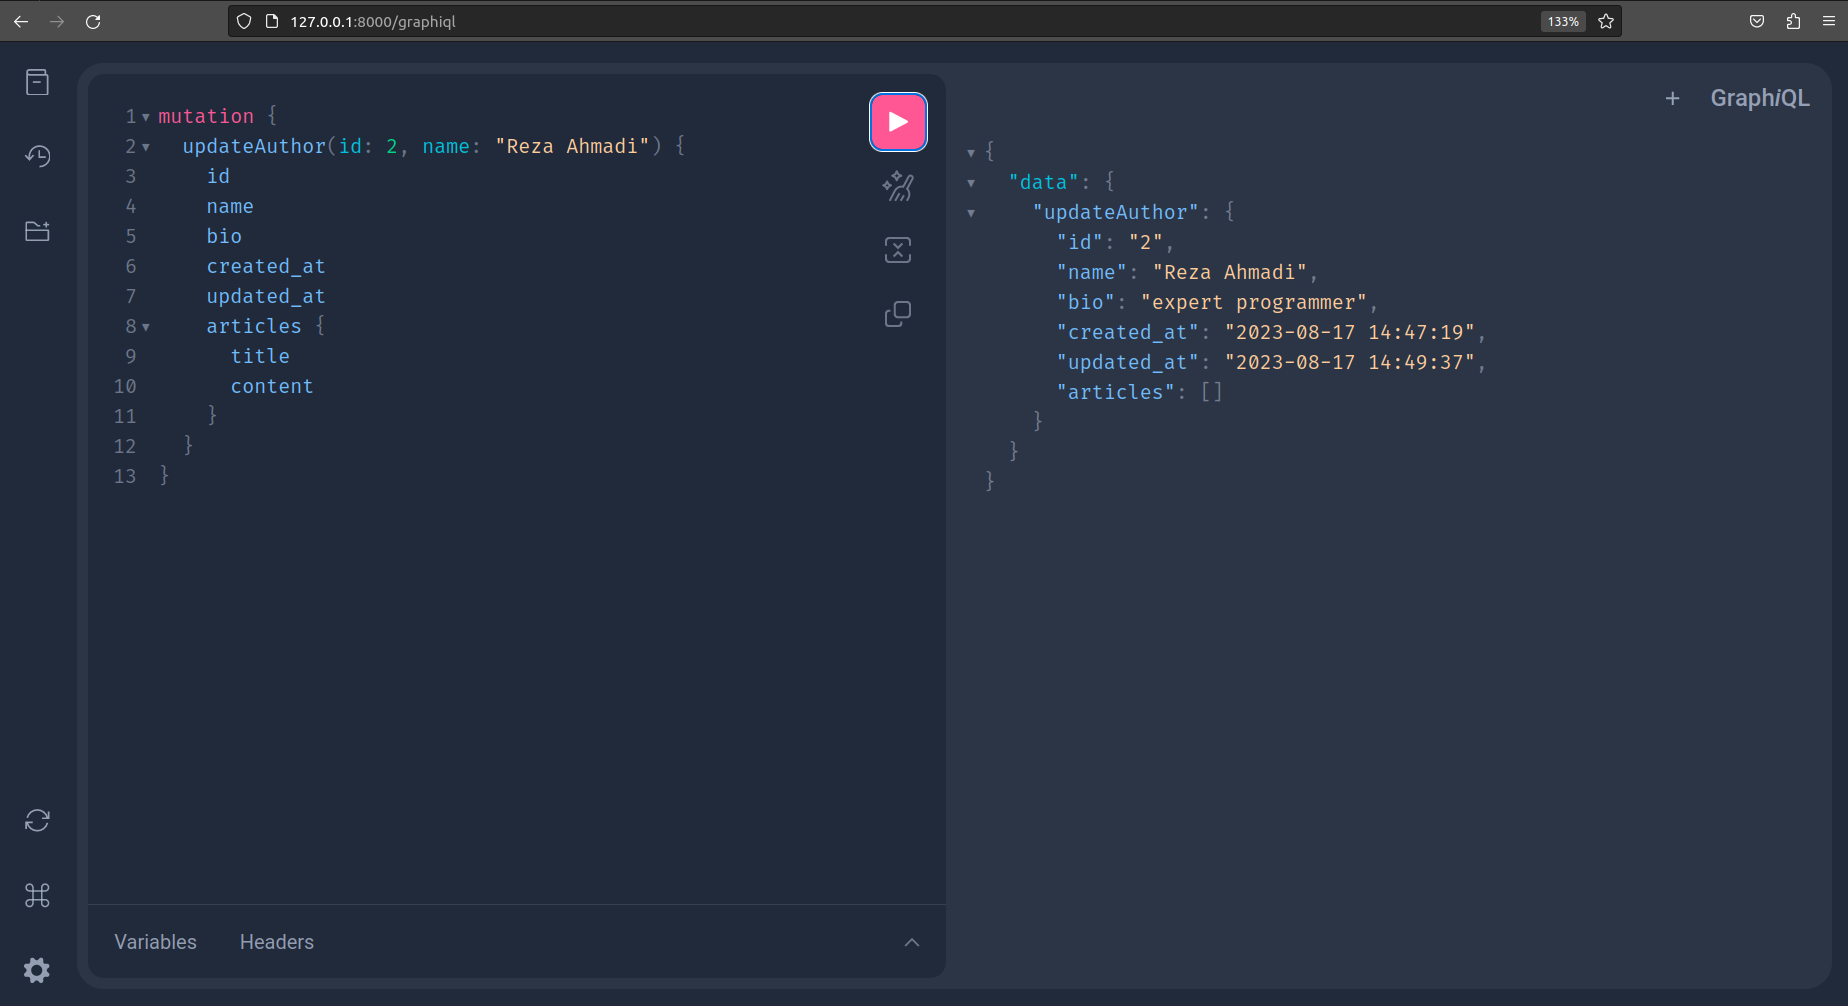 127.0.0.1:8000/graphiql
133%
1 mutation {
2 updateAuthor(id: 2, name: "Reza Ahmadi") {
3 id
4 name
5 bio
6 created_at
7 updated_at
8 articles {
9 title
10 content
11 }
12 }
13 }
Variables Headers
+ GraphiQL
{
"data": {
"updateAuthor": {
"id": "2",
"name": "Reza Ahmadi",
"bio": "expert programmer",
"created_at": "2023-08-17 14:47:19",
"updated_at": "2023-08-17 14:49:37",
"articles": []
}
}
}